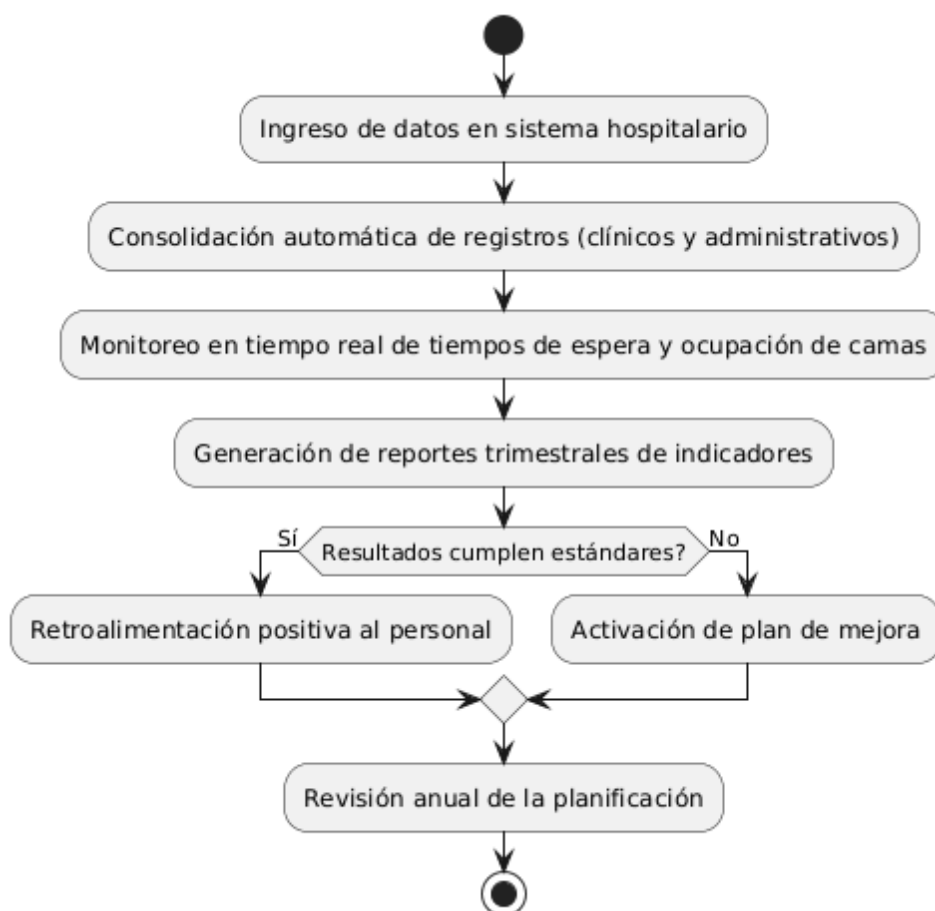 Ingreso de datos en sistema hospitalario
Consolidación automática de registros (clínicos y administrativos)
Monitoreo en tiempo real de tiempos de espera y ocupación de camas
Generación de reportes trimestrales de indicadores
Sí
Resultados cumplen estándares?
No
Retroalimentación positiva al personal
Activación de plan de mejora
Revisión anual de la planificación